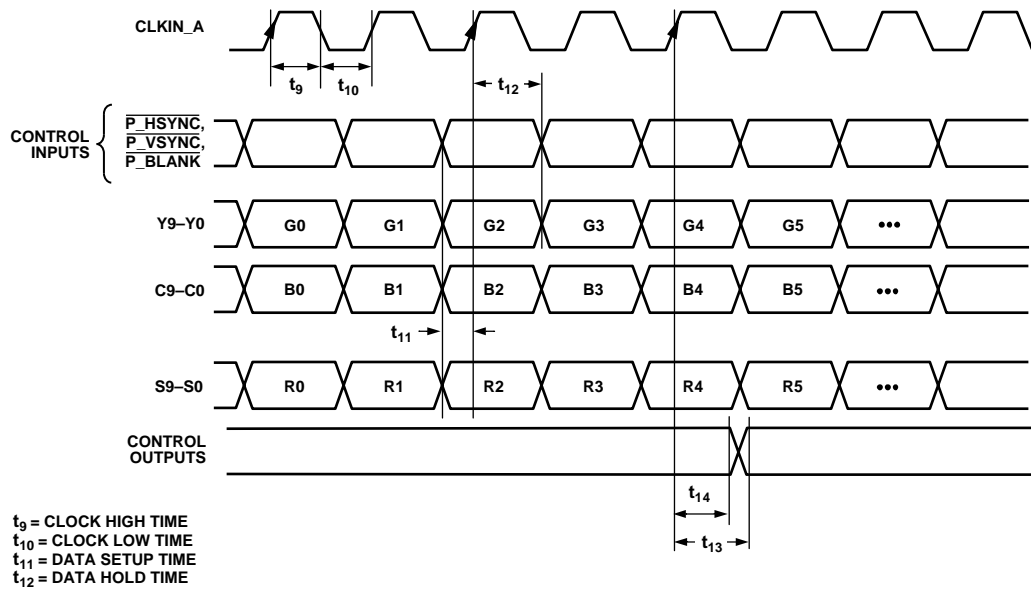 CLKIN_A
t9
t10
t12
CONTROL
INPUTS
P_HSYNC,
P_VSYNC,
P_BLANK
Y9–Y0 G0 G1 G2 G3 G4 G5 •••
C9–C0 B0 B1 B2 B3 B4 B5 •••
t11
S9–S0 R0 R1 R2 R3 R4 R5 •••
CONTROL
OUTPUTS
t14
t13
t9 = CLOCK HIGH TIME
t10 = CLOCK LOW TIME
t11 = DATA SETUP TIME
t12 = DATA HOLD TIME